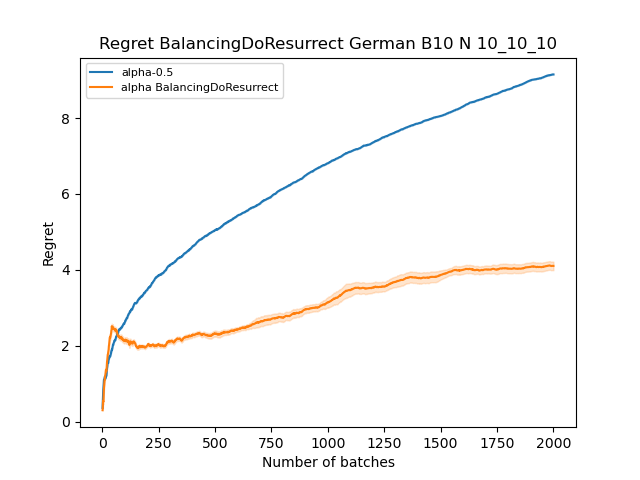 Regret BalancingDoResurrect German B10 N 10_10_10
alpha-0.5
alpha BalancingDoResurrect
Regret
8
6
4
2
0
0 250 500 750 1000 1250 1500 1750 2000
Number of batches